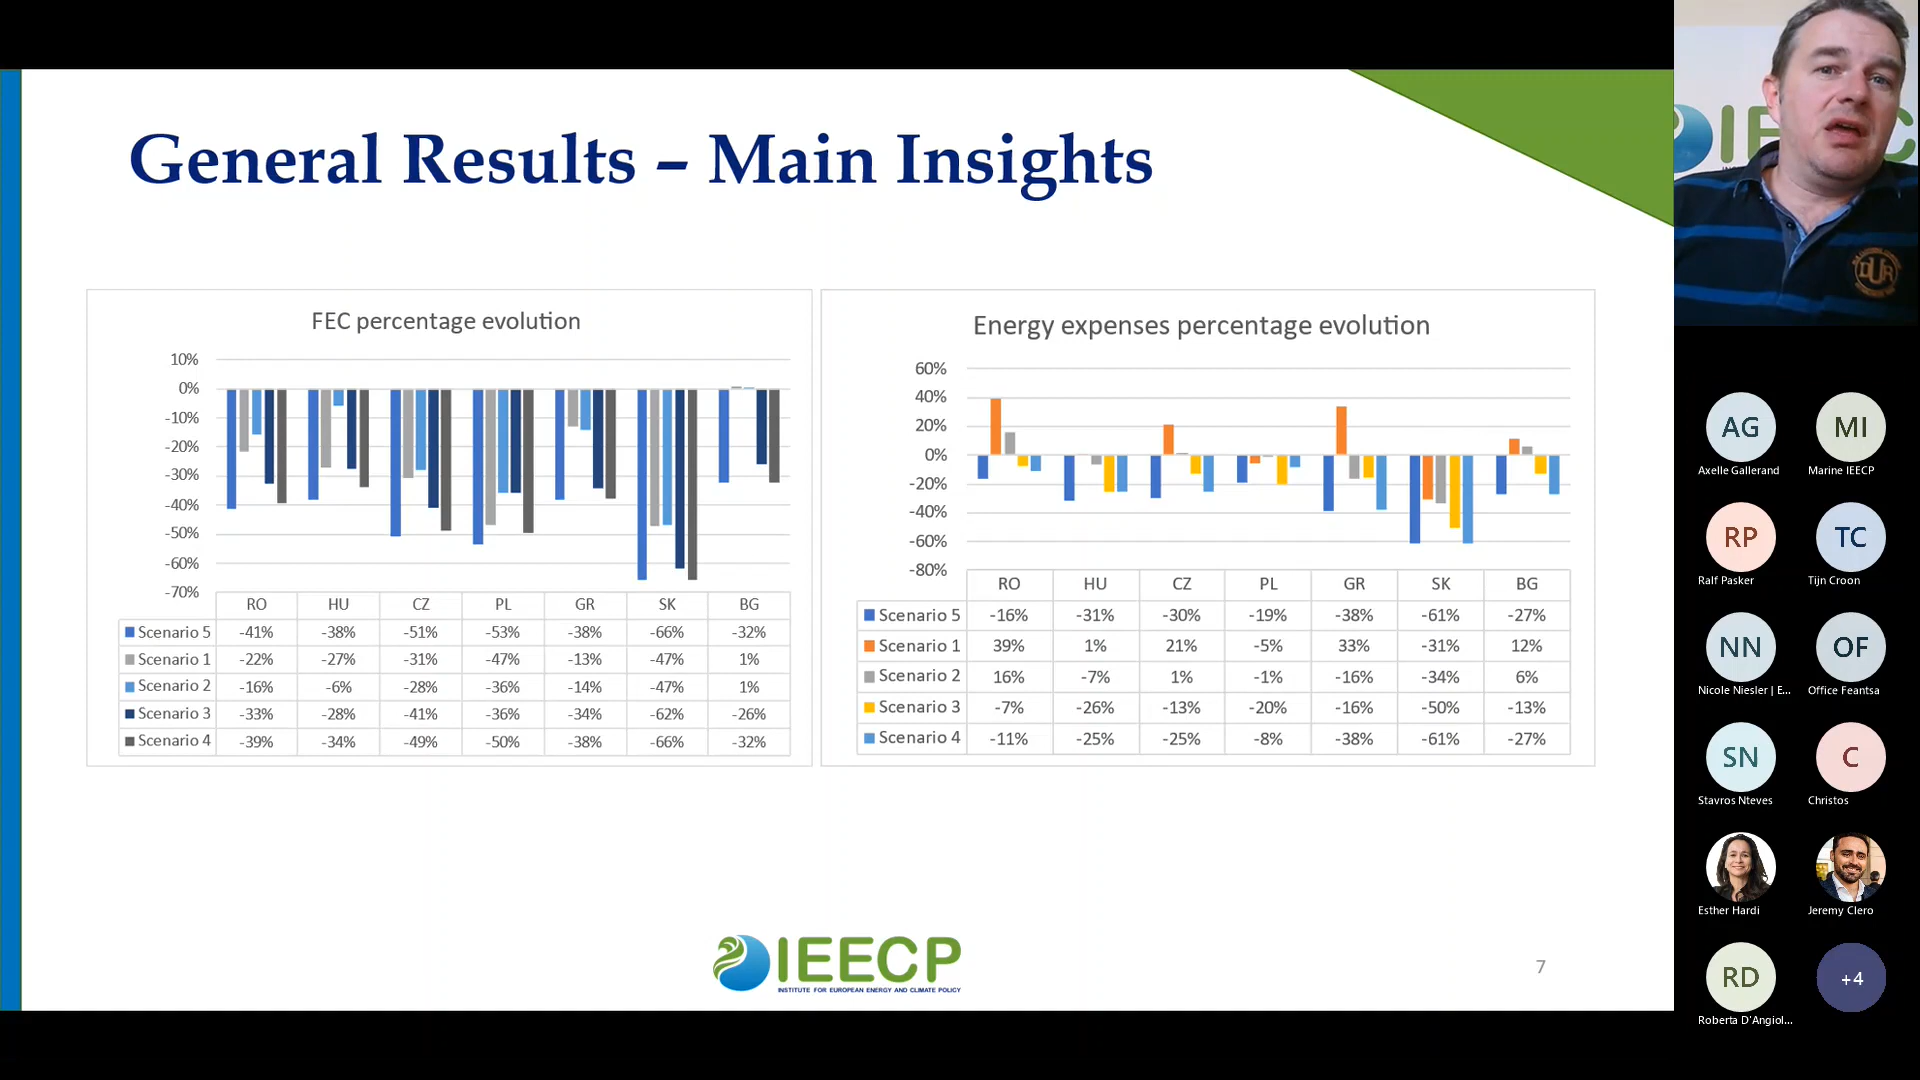 General Results – Main Insights
FEC percentage evolution
10%
0%
-10%
-20%
-30%
-40%
-50%
-60%
-70%
RO HU CZ PL GR SK BG
Scenario 5 -41% -38% -51% -53% -38% -66% -32%
Scenario 1 -22% -27% -31% -47% -13% -47% 1%
Scenario 2 -16% -6% -28% -36% -14% -47% 1%
Scenario 3 -33% -28% -41% -36% -34% -62% -26%
Scenario 4 -39% -34% -49% -50% -38% -66% -32%
Energy expenses percentage evolution
60%
40%
20%
0%
-20%
-40%
-60%
-80%
RO HU CZ PL GR SK BG
Scenario 5 -16% -31% -30% -19% -38% -61% -27%
Scenario 1 39% 1% 21% -5% 33% -31% 12%
Scenario 2 16% -7% 1% -1% -16% -34% 6%
Scenario 3 -7% -26% -13% -20% -16% -50% -13%
Scenario 4 -11% -25% -25% -8% -38% -61% -27%
IEECP
INSTITUTE FOR EUROPEAN ENERGY AND CLIMATE POLICY
7
DUR
AG MI
Axelle Gallerand Marine IEECP
RP TC
Ralf Pasker Tijn Croon
NN OF
Nicole Niesler | E... Office Feantsa
SN C
Stavros Nteves Christos
Esther Hardi Jeremy Clero
RD +4
Roberta D'Angiol...